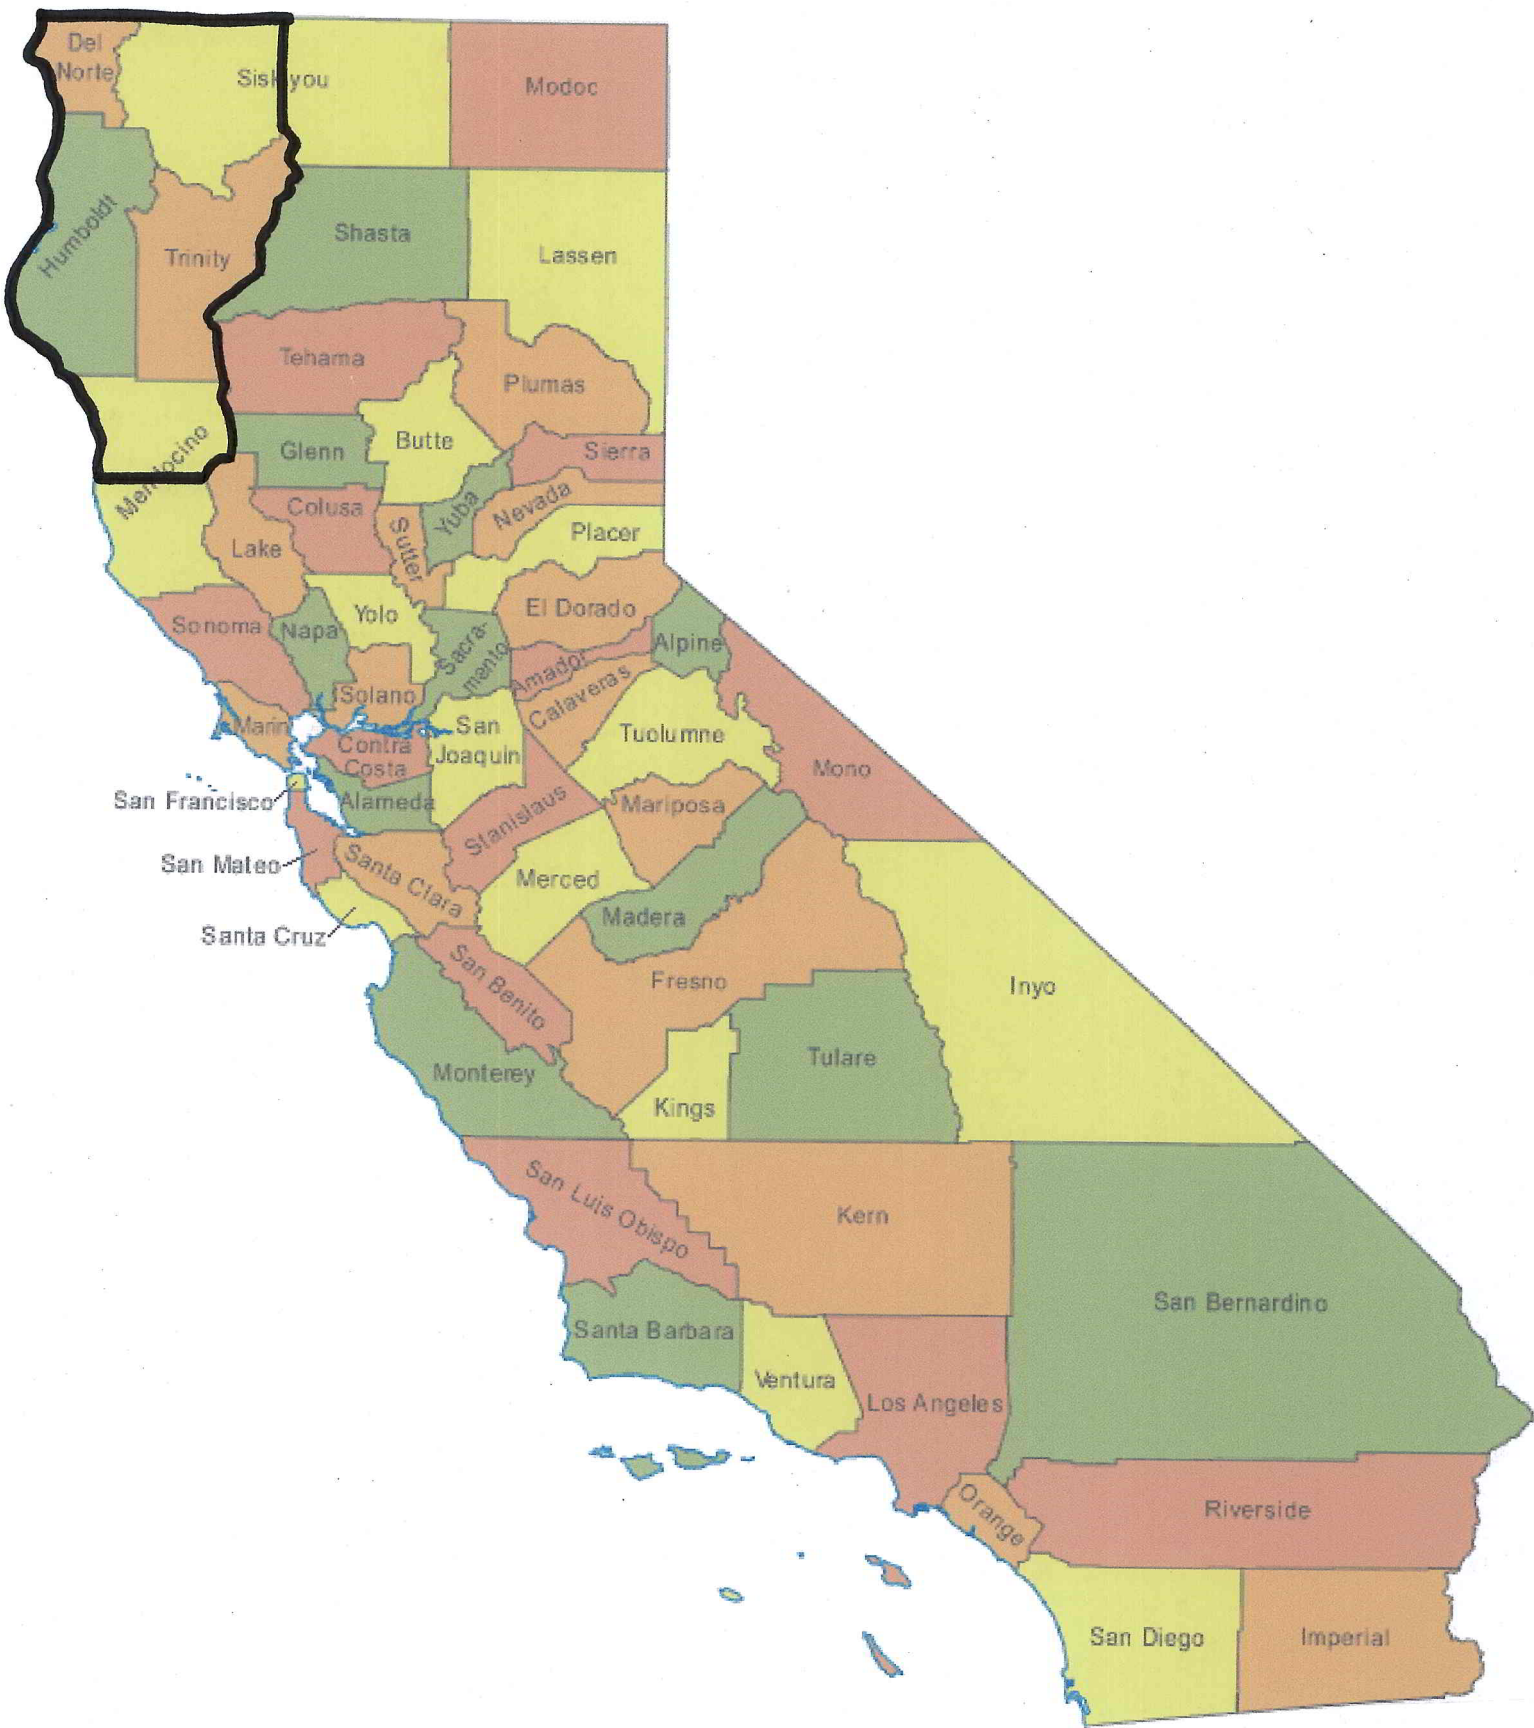 Del
Norte
Siskiyou
Modoc
Humboldt
Trinity
Shasta
Lassen
Tehama
Plumas
Mendocino
Glenn
Butte
Sierra
Colusa
Yuba
Nevada
Sutter
Placer
Lake
El Dorado
Sonoma
Napa
Yolo
Sacra-
mento
Alpine
Amador
Calaveras
Solano
Marin
San
Joaquin
Tuolumne
Contra
Costa
Mono
San Francisco
Alameda
Stanislaus
Mariposa
San Mateo
Santa Clara
Merced
Santa Cruz
Madera
San Benito
Fresno
Inyo
Monterey
Tulare
Kings
San Luis Obispo
Kern
San Bernardino
Santa Barbara
Ventura
Los Angeles
Orange
Riverside
San Diego
Imperial